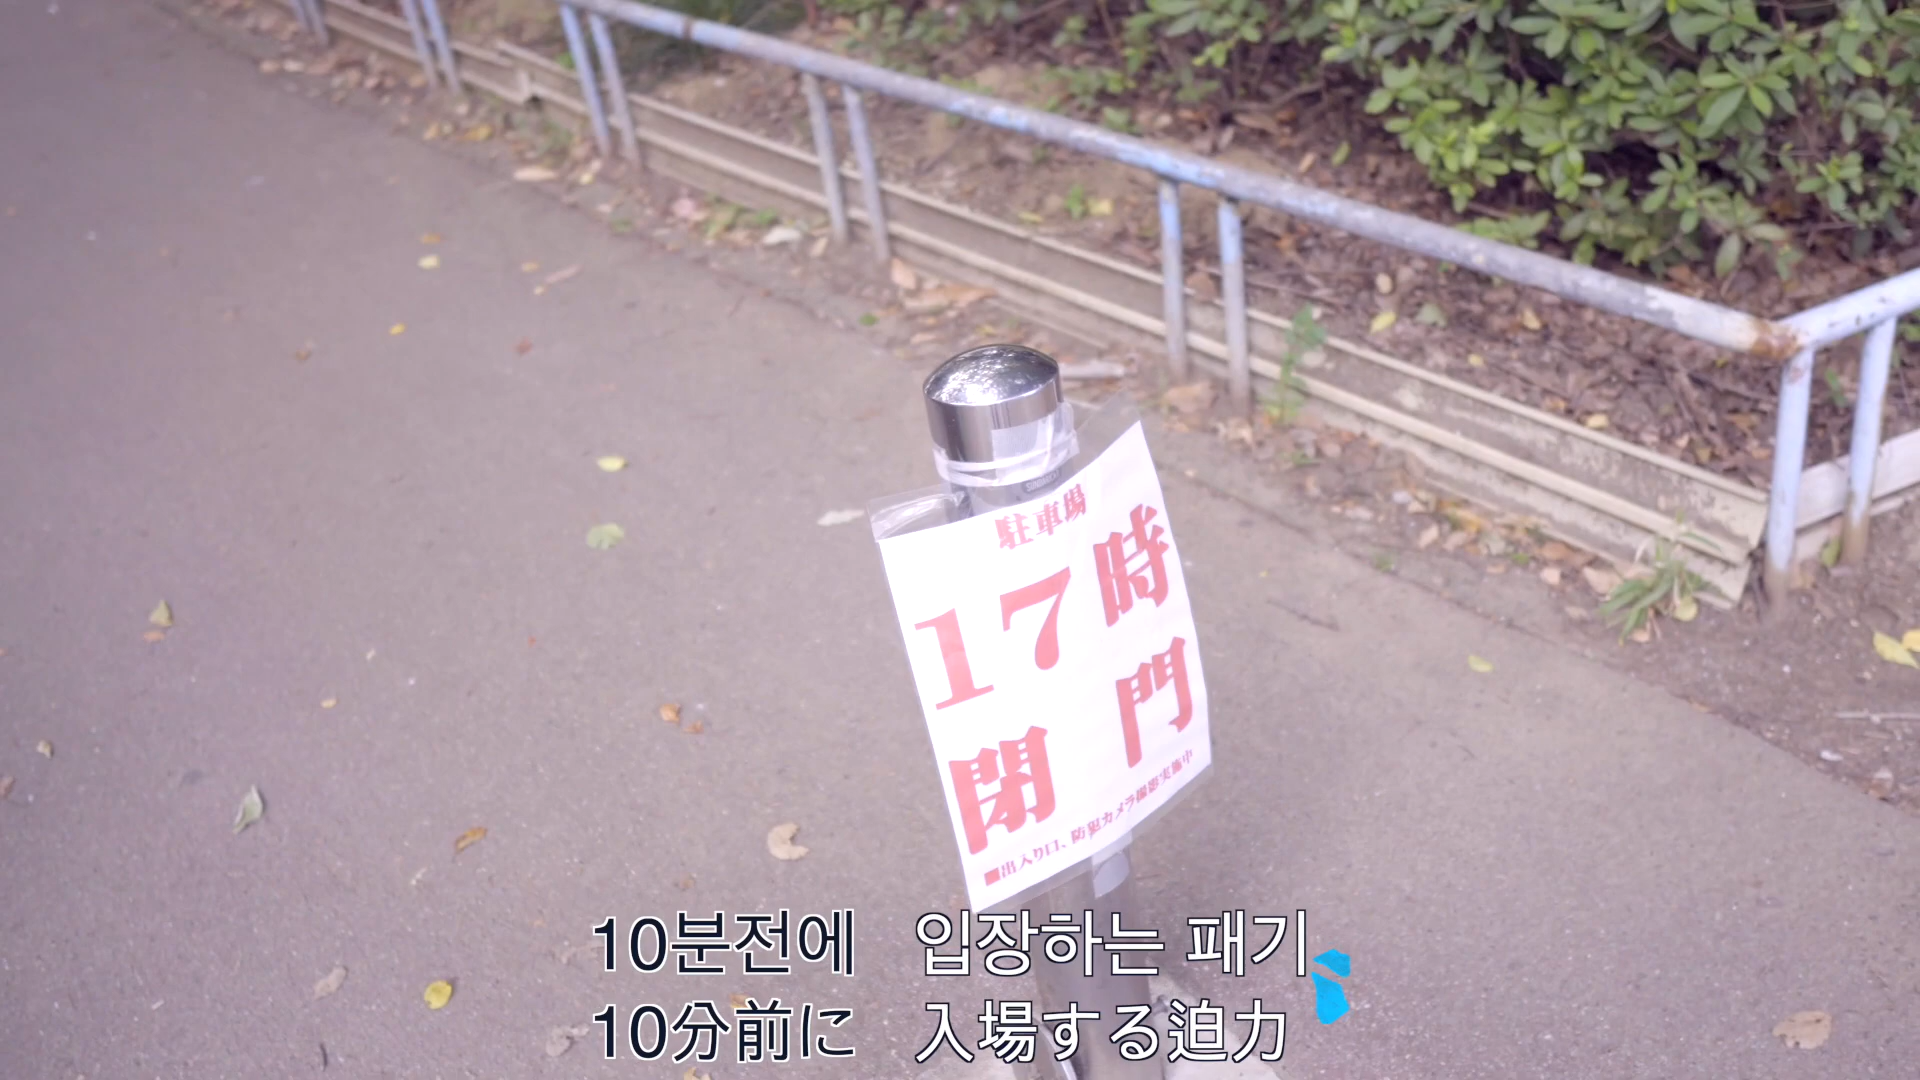 駐車場
17時
閉門
■出入り口、防犯カメラ撮影実施中
10분전에 입장하는 패기
10分前に 入場する迫力